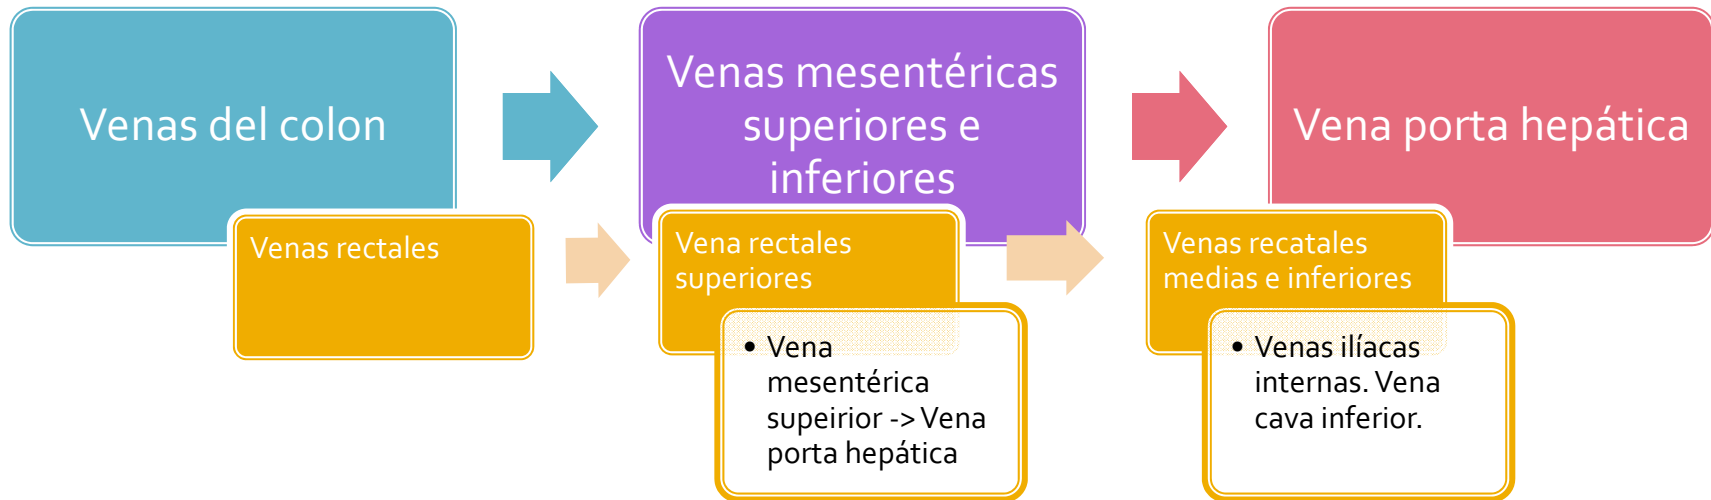 Venas del colon
Venas mesentéricas
superiores e
inferiores
Vena porta hepática
Venas rectales
Vena rectales
superiores
Venas recatales
medias e inferiores
• Vena
mesentérica
supeirior -> Vena
porta hepática
• Venas ilíacas
internas. Vena
cava inferior.